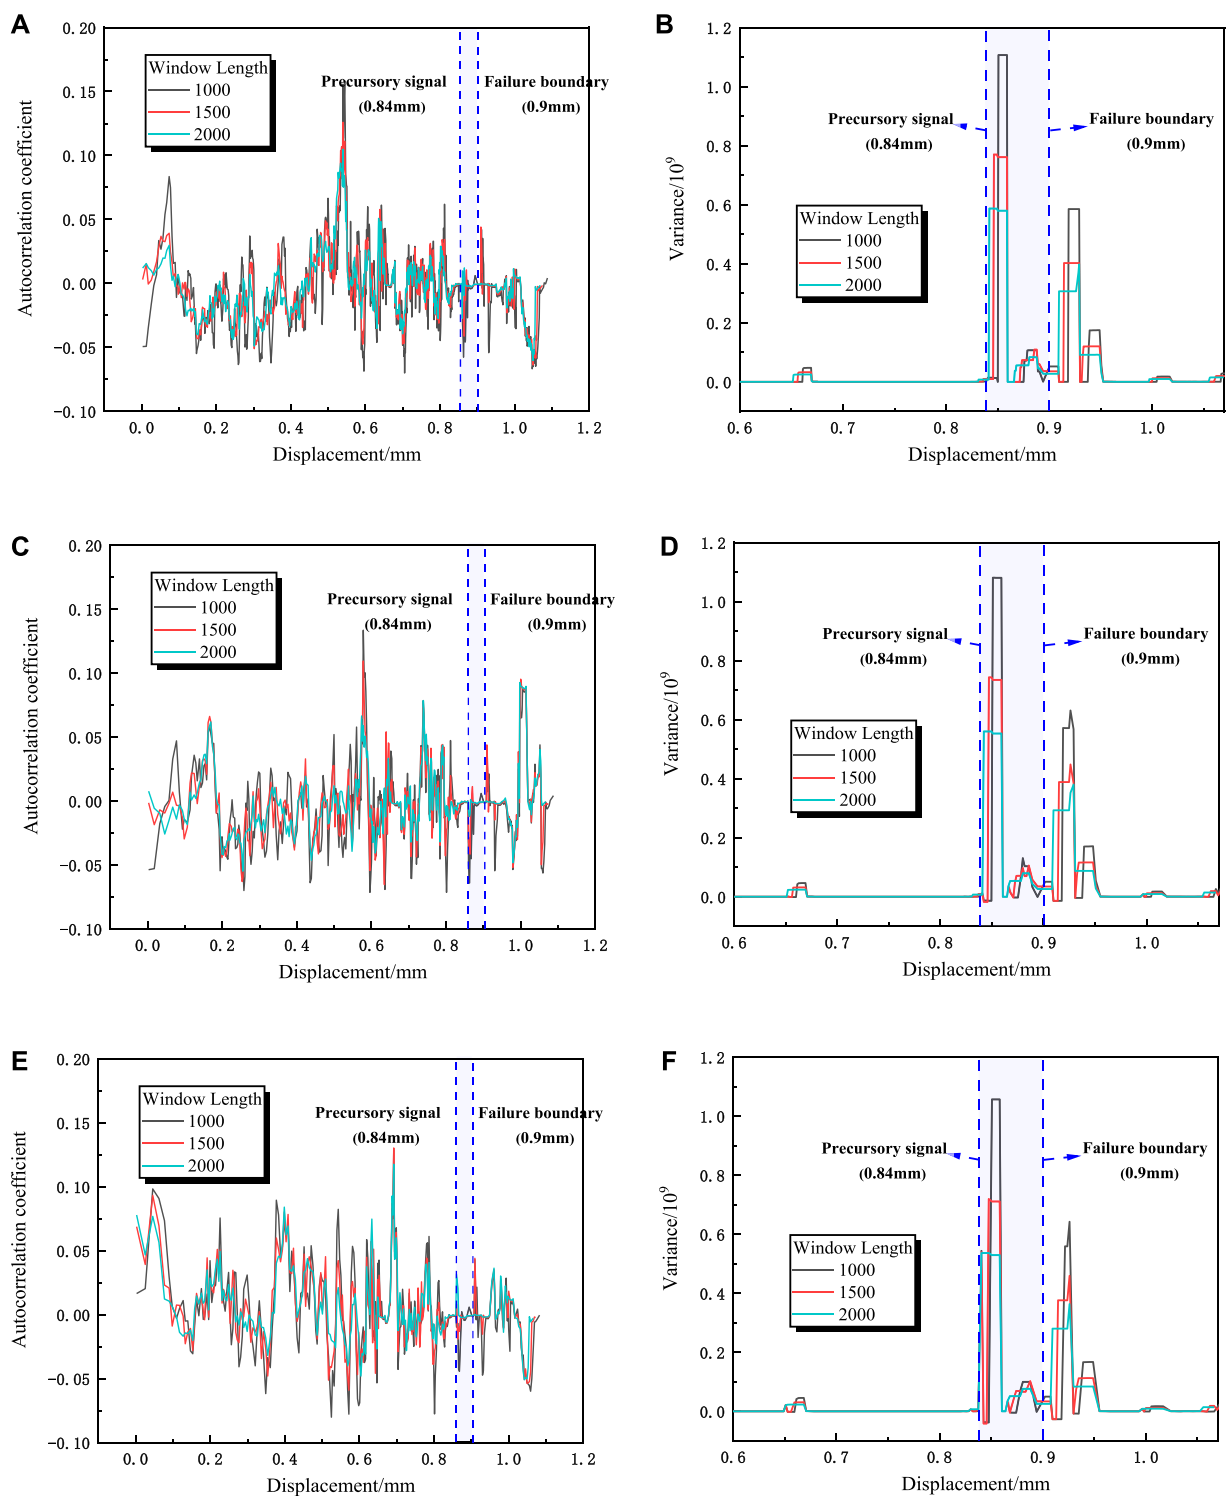 A
0.20
0.15
0.10
0.05
0.00
−0.05
−0.10
Autocorrelation coefficient
Window Length
1000
1500
2000
Precursory signal
(0.84mm)
Failure boundary
(0.9mm)
0.0 0.2 0.4 0.6 0.8 1.0 1.2
Displacement/mm
B
1.2
1.0
0.8
0.6
0.4
0.2
0.0
Variance/10⁹
Precursory signal
(0.84mm)
Failure boundary
(0.9mm)
Window Length
1000
1500
2000
0.6 0.7 0.8 0.9 1.0
Displacement/mm
C
0.20
0.15
0.10
0.05
0.00
−0.05
−0.10
Autocorrelation coefficient
Window Length
1000
1500
2000
Precursory signal
(0.84mm)
Failure boundary
(0.9mm)
0.0 0.2 0.4 0.6 0.8 1.0 1.2
Displacement/mm
D
1.2
1.0
0.8
0.6
0.4
0.2
0.0
Variance/10⁹
Precursory signal
(0.84mm)
Failure boundary
(0.9mm)
Window Length
1000
1500
2000
0.6 0.7 0.8 0.9 1.0
Displacement/mm
E
0.20
0.15
0.10
0.05
0.00
−0.05
−0.10
Autocorrelation coefficient
Window Length
1000
1500
2000
Precursory signal
(0.84mm)
Failure boundary
(0.9mm)
0.0 0.2 0.4 0.6 0.8 1.0 1.2
Displacement/mm
F
1.2
1.0
0.8
0.6
0.4
0.2
0.0
Variance/10⁹
Precursory signal
(0.84mm)
Failure boundary
(0.9mm)
Window Length
1000
1500
2000
0.6 0.7 0.8 0.9 1.0
Displacement/mm